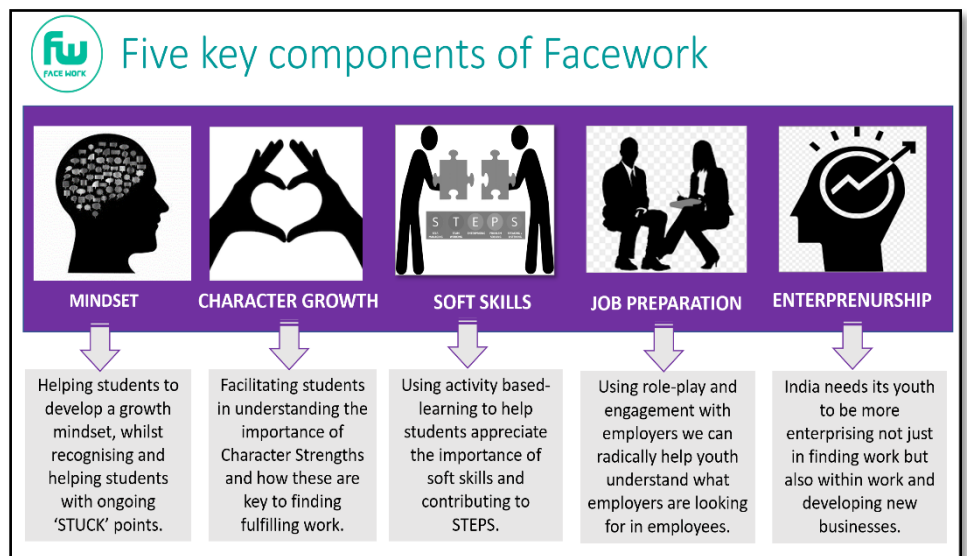 fw
FACE WORK
Five key components of Facework
S T E P S
MINDSET
CHARACTER GROWTH
SOFT SKILLS
JOB PREPARATION
ENTERPRENURSHIP
Helping students to
develop a growth
mindset, whilst
recognising and
helping students
with ongoing
‘STUCK’ points.
Facilitating students
in understanding the
importance of
Character Strengths
and how these are
key to finding
fulfilling work.
Using activity based-
learning to help
students appreciate
the importance of
soft skills and
contributing to
STEPS.
Using role-play and
engagement with
employers we can
radically help youth
understand what
employers are looking
for in employees.
India needs its youth
to be more
enterprising not just
in finding work but
also within work and
developing new
businesses.